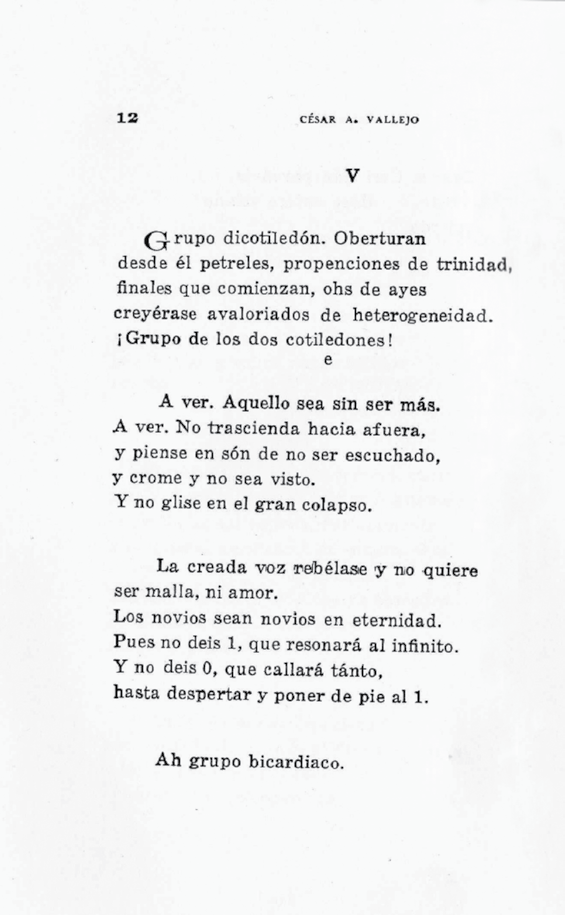 12
CÉSAR A. VALLEJO
V
Grupo dicotiledón. Oberturan
desde él petreles, propenciones de trinidad,
finales que comienzan, ohs de ayes
creyérase avaloriados de heterogeneidad.
¡Grupo de los dos cotiledones!
e
A ver. Aquello sea sin ser más.
A ver. No trascienda hacia afuera,
y piense en són de no ser escuchado,
y crome y no sea visto.
Y no glise en el gran colapso.
La creada voz rebélase y no quiere
ser malla, ni amor.
Los novios sean novios en eternidad.
Pues no deis 1, que resonará al infinito.
Y no deis 0, que callará tánto,
hasta despertar y poner de pie al 1.
Ah grupo bicardiaco.